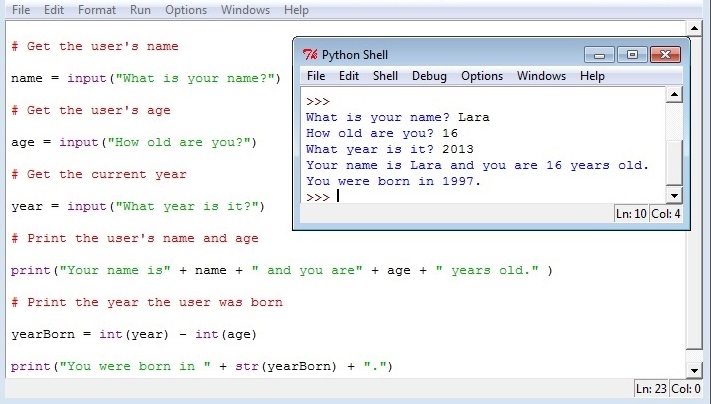 File Edit Format Run Options Windows Help
# Get the user's name
name = input("What is your name?")
# Get the user's age
age = input("How old are you?")
# Get the current year
year = input("What year is it?")
# Print the user's name and age
print("Your name is" + name + " and you are" + age + " years old." )
# Print the year the user was born
yearBorn = int(year) - int(age)
print("You were born in " + str(yearBorn) + ".")
Ln: 23 Col: 0
Python Shell
File Edit Shell Debug Options Windows Help
>>>
What is your name? Lara
How old are you? 16
What year is it? 2013
Your name is Lara and you are 16 years old.
You were born in 1997.
>>>
Ln: 10 Col: 4